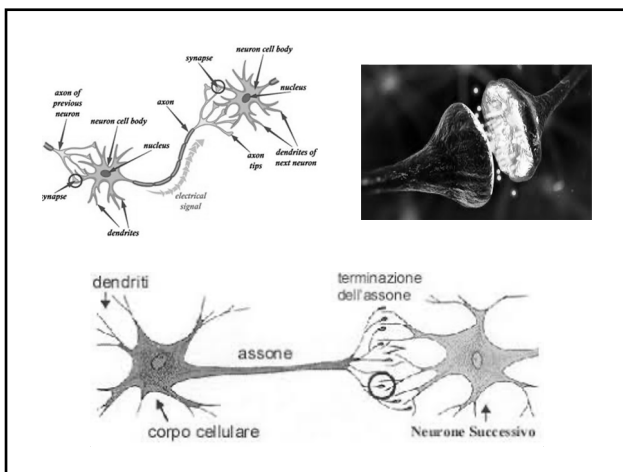 synapse
neuron cell body
nucleus
axon of
previous
neuron
axon
neuron cell body
nucleus
dendrites
of next neuron
axon
tips
electrical
signal
synapse
dendrites
dendriti
terminazione
dell'assone
assone
corpo cellulare
Neurone Successivo